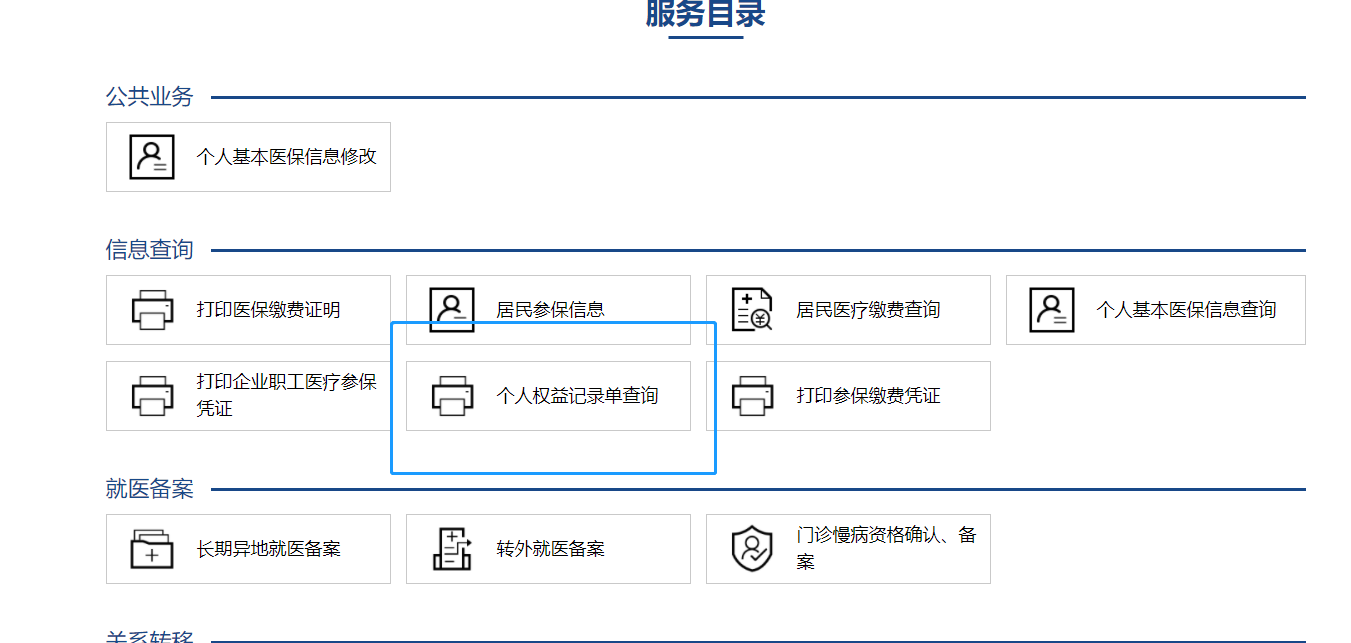 服务目录
公共业务
个人基本医保信息修改
信息查询
打印医保缴费证明
居民参保信息
居民医疗缴费查询
个人基本医保信息查询
打印企业职工医疗参保
凭证
个人权益记录单查询
打印参保缴费凭证
就医备案
长期异地就医备案
转外就医备案
门诊慢病资格确认、备
案
关系转移